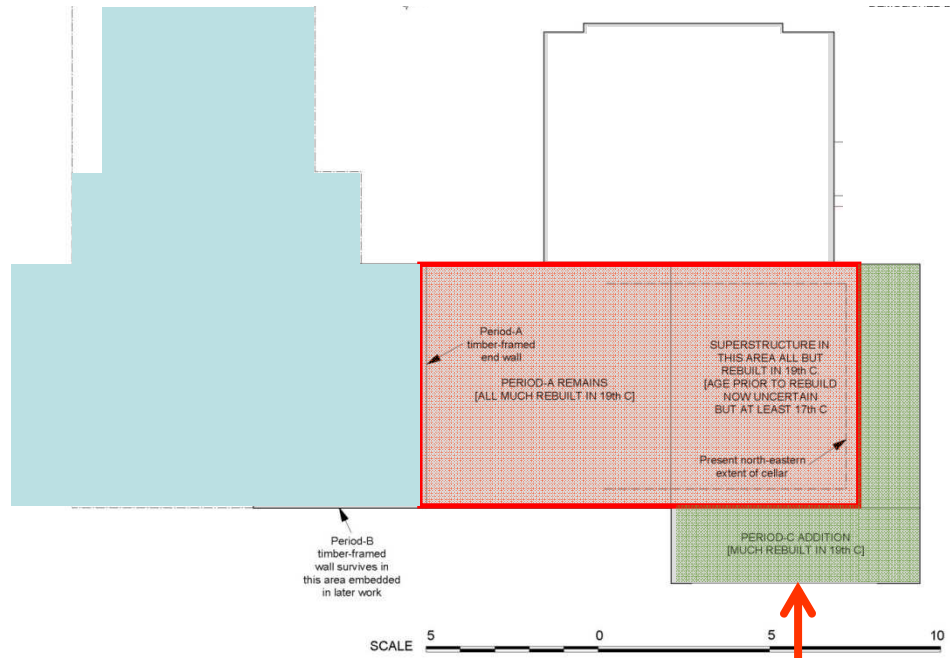 Period-A
timber-framed
end wall
PERIOD-A REMAINS
[ALL MUCH REBUILT IN 19th C]
SUPERSTRUCTURE IN
THIS AREA ALL BUT
REBUILT IN 19th C
[AGE PRIOR TO REBUILD
NOW UNCERTAIN
BUT AT LEAST 17th C
Present north-eastern
extent of cellar
PERIOD-C ADDITION
[MUCH REBUILT IN 19th C]
Period-B
timber-framed
wall survives in
this area embedded
in later work
SCALE 5 0 5 10